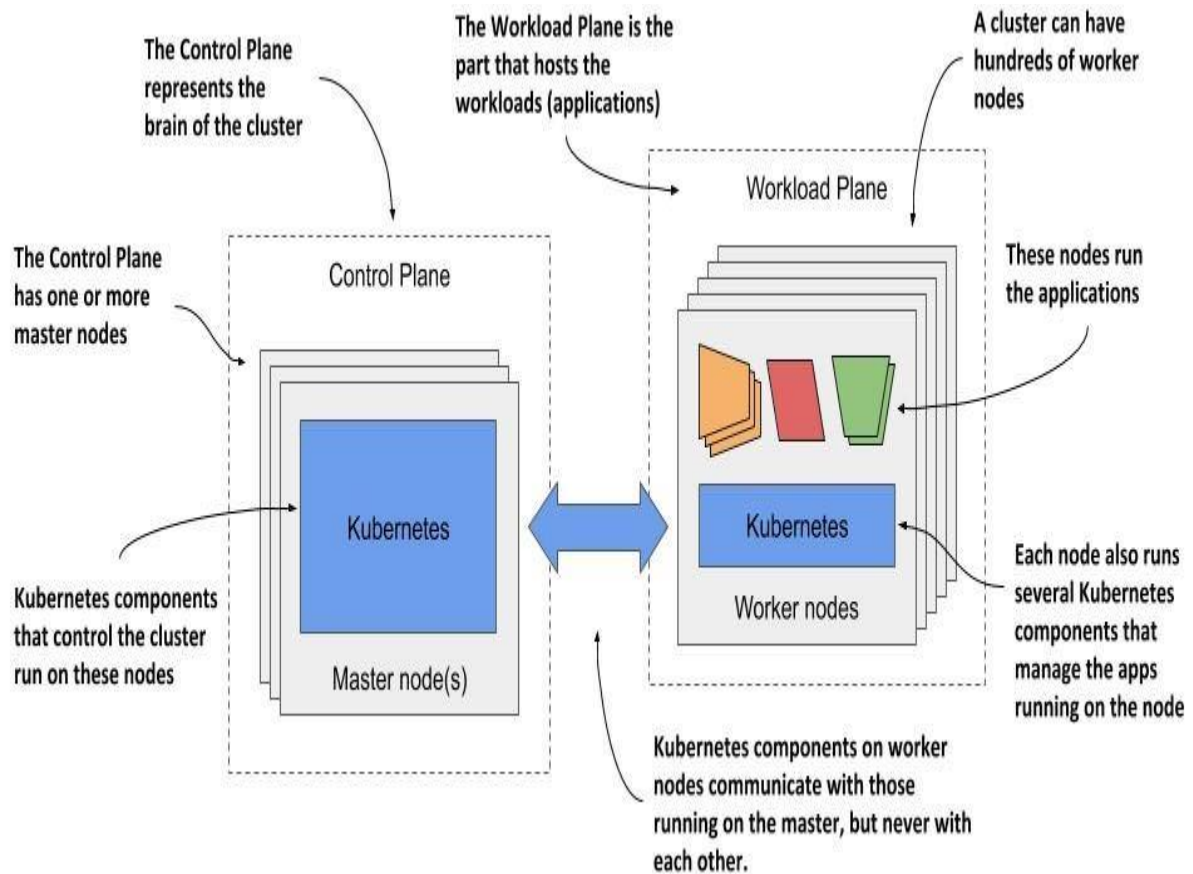 The Control Plane
represents the
brain of the cluster
The Workload Plane is the
part that hosts the
workloads (applications)
A cluster can have
hundreds of worker
nodes
The Control Plane
has one or more
master nodes
Control Plane
Workload Plane
These nodes run
the applications
Kubernetes
Kubernetes
Kubernetes components
that control the cluster
run on these nodes
Master node(s)
Worker nodes
Each node also runs
several Kubernetes
components that
manage the apps
running on the node
Kubernetes components on worker
nodes communicate with those
running on the master, but never with
each other.